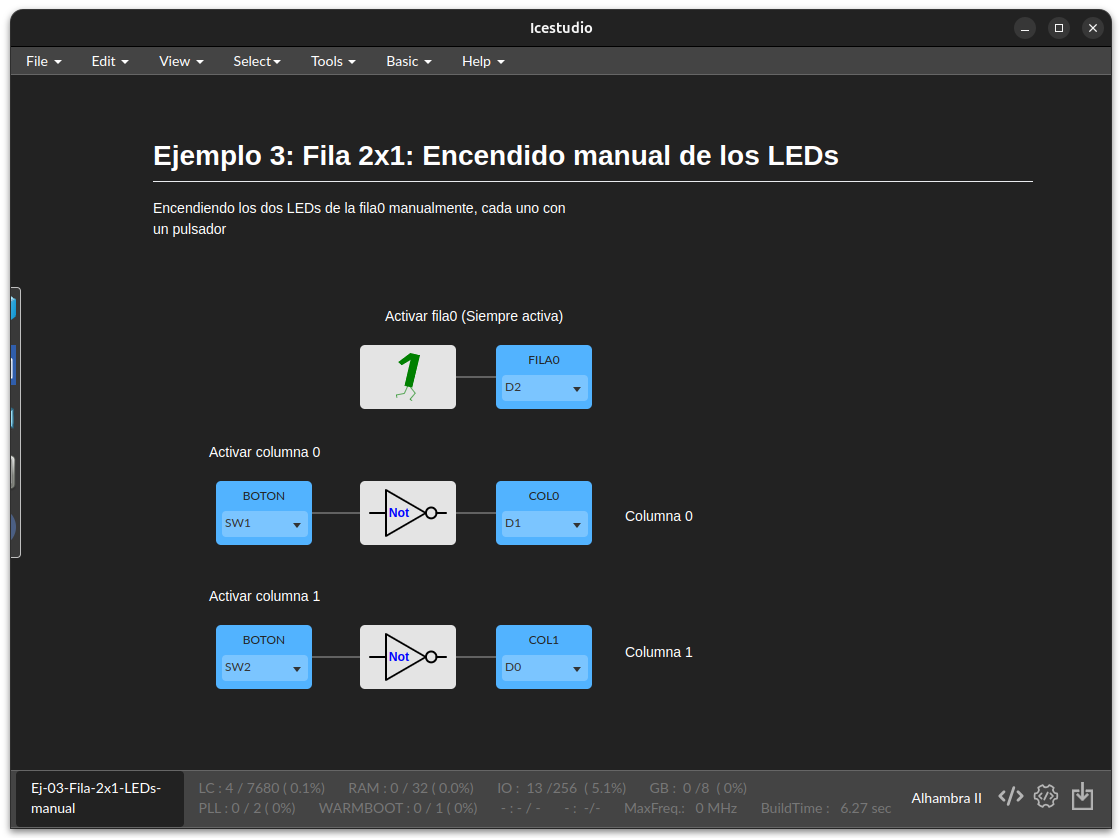 Icestudio
File Edit View Select Tools Basic Help
Ejemplo 3: Fila 2x1: Encendido manual de los LEDs
Encendiendo los dos LEDs de la fila0 manualmente, cada uno con
un pulsador
Activar fila0 (Siempre activa)
1
FILA0
D2
Activar columna 0
BOTON
SW1
Not
COL0
D1
Columna 0
Activar columna 1
BOTON
SW2
Not
COL1
D0
Columna 1
Ej-03-Fila-2x1-LEDs-
manual
LC : 4 / 7680 ( 0.1%) RAM : 0 / 32 ( 0.0%) IO : 13 /256 ( 5.1%) GB : 0 /8 ( 0%)
PLL : 0 / 2 ( 0%) WARMBOOT : 0 / 1 ( 0%) - : - / - - : -/- MaxFreq.: 0 MHz BuildTime : 6.27 sec
Alhambra II